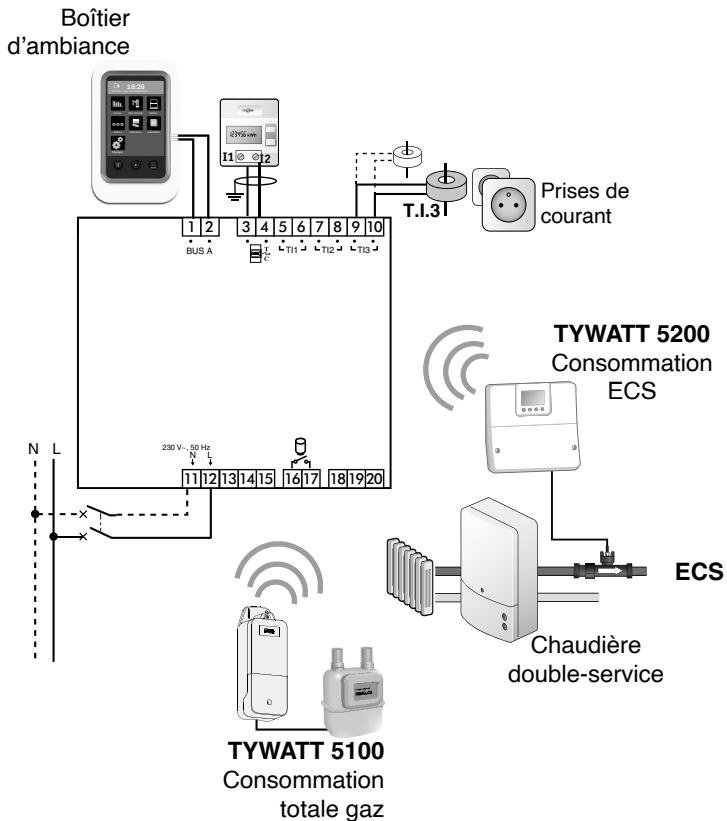 Boîtier
d'ambiance
18:28
123456 kWh
I1 I2
T.I.3
Prises de
courant
1 2 3 4 5 6 7 8 9 10
BUS A
T
C
TI1 TI2 TI3
TYWATT 5200
Consommation
ECS
N L
230 V~, 50 Hz
N L
11 12 13 14 15 16 17 18 19 20
ECS
Chaudière
double-service
TYWATT 5100
Consommation
totale gaz